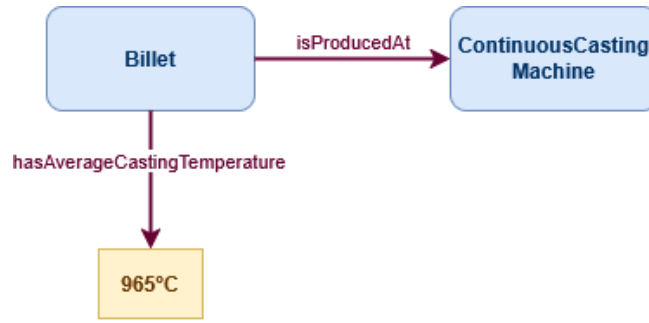 Billet
isProducedAt
ContinuousCasting
Machine
hasAverageCastingTemperature
965ºC